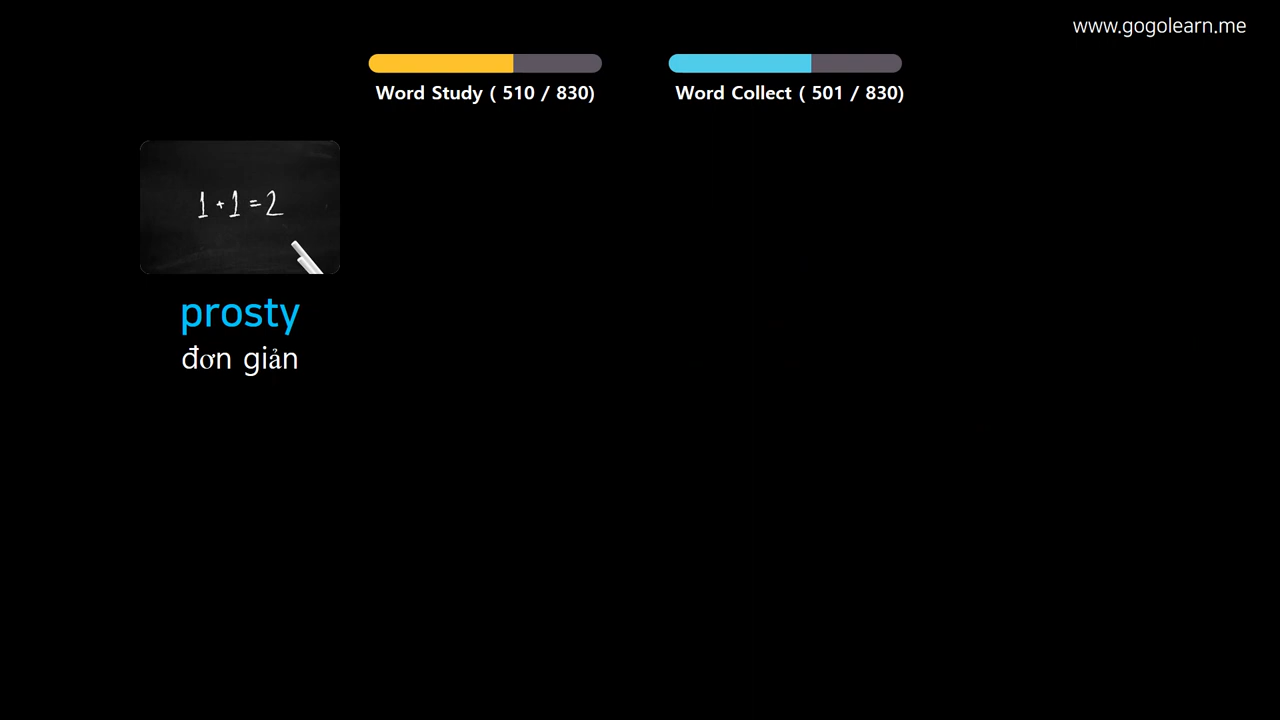 www.gogolearn.me
Word Study ( 510 / 830)
Word Collect ( 501 / 830)
1+1=2
prosty
đơn giản